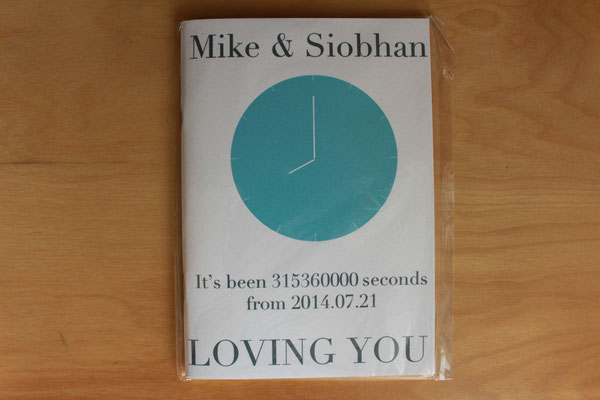 Mike & Siobhan
It's been 315360000 seconds
from 2014.07.21
LOVING YOU